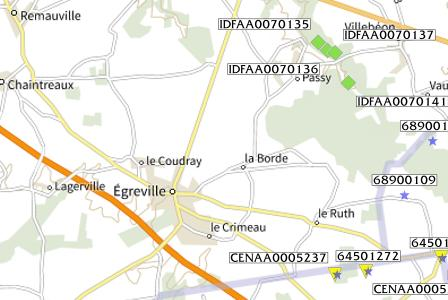 Remauville
IDFAA0070135
Villebéon
IDFAA0070137
IDFAA0070136
Passy
Chaintreaux
Vau
IDFAA0070141
689001
le Coudray
la Borde
Lagerville
Égreville
68900109
le Ruth
le Crimeau
CENAA0005237
64501272
64501
CENAA0005